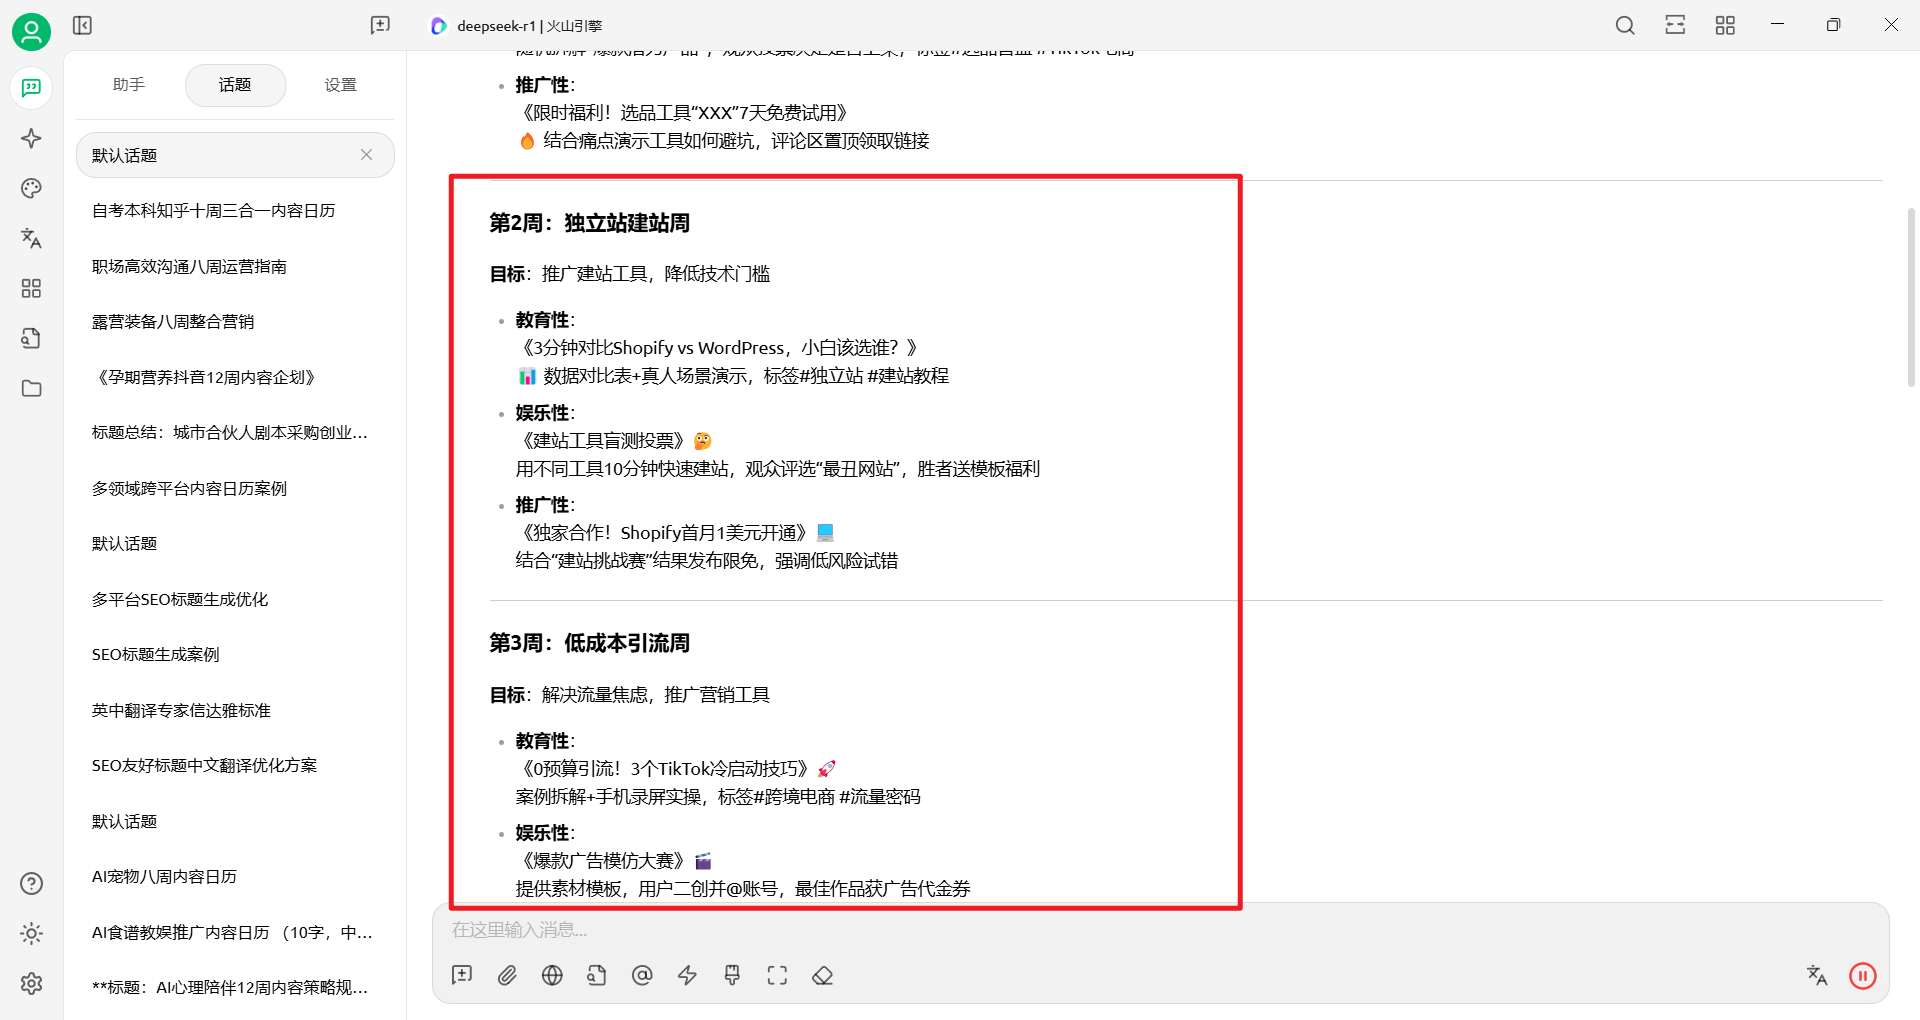 deepseek-r1 | 火山引擎
助手
话题
设置
默认话题
自考本科知乎十周三合一内容日历
职场高效沟通八周运营指南
露营装备八周整合营销
《孕期营养抖音12周内容企划》
标题总结：城市合伙人剧本采购创业...
多领域跨平台内容日历案例
默认话题
多平台SEO标题生成优化
SEO标题生成案例
英中翻译专家信达雅标准
SEO友好标题中文翻译优化方案
默认话题
AI宠物八周内容日历
AI食谱教娱推广内容日历 （10字，中...
**标题：AI心理陪伴12周内容策略规...
推广性：
《限时福利！选品工具“XXX”7天免费试用》
🔥 结合痛点演示工具如何避坑，评论区置顶领取链接
第2周：独立站建站周
目标：推广建站工具，降低技术门槛
教育性：
《3分钟对比Shopify vs WordPress，小白该选谁？》
📊 数据对比表+真人场景演示，标签#独立站 #建站教程
娱乐性：
《建站工具盲测投票》🤔
用不同工具10分钟快速建站，观众评选“最丑网站”，胜者送模板福利
推广性：
《独家合作！Shopify首月1美元开通》💻
结合“建站挑战赛”结果发布限免，强调低风险试错
第3周：低成本引流周
目标：解决流量焦虑，推广营销工具
教育性：
《0预算引流！3个TikTok冷启动技巧》🚀
案例拆解+手机录屏实操，标签#跨境电商 #流量密码
娱乐性：
《爆款广告模仿大赛》🎬
提供素材模板，用户二创并@账号，最佳作品获广告代金券
在这里输入消息...